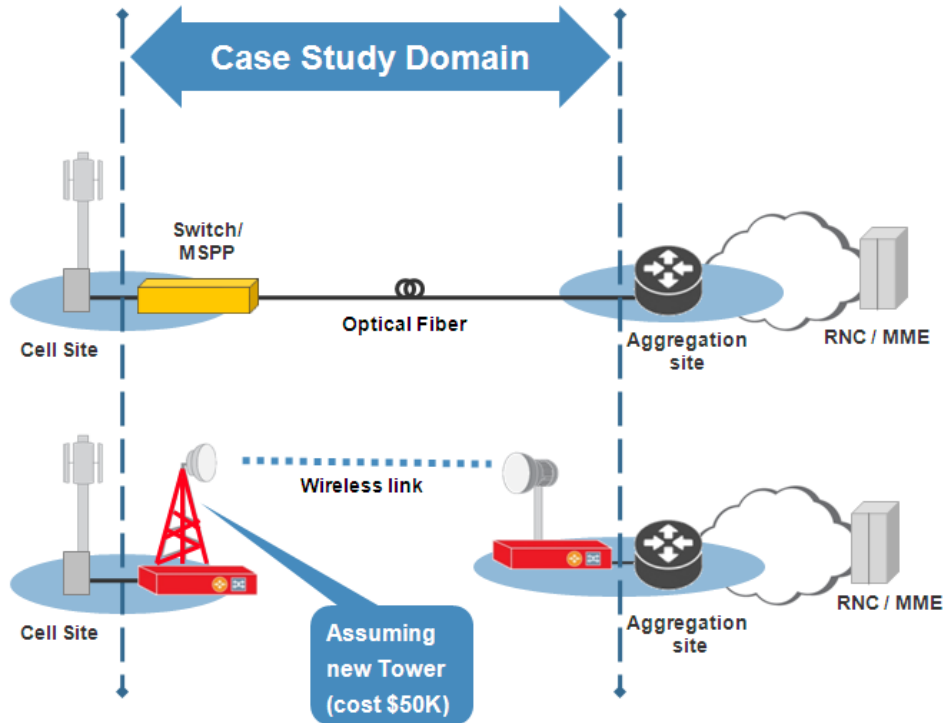 Case Study Domain
Switch/
MSPP
Optical Fiber
Cell Site
Aggregation
site
RNC / MME
Wireless link
Cell Site
Assuming
new Tower
(cost $50K)
Aggregation
site
RNC / MME